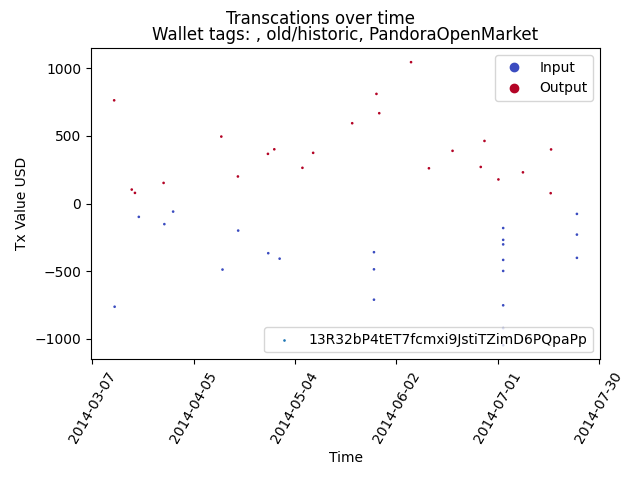 Transcations over time
Wallet tags: , old/historic, PandoraOpenMarket
Input
Output
1000
500
0
−500
−1000
Tx Value USD
13R32bP4tET7fcmxi9JstiTZimD6PQpaPp
2014-03-07
2014-04-05
2014-05-04
2014-06-02
2014-07-01
2014-07-30
Time